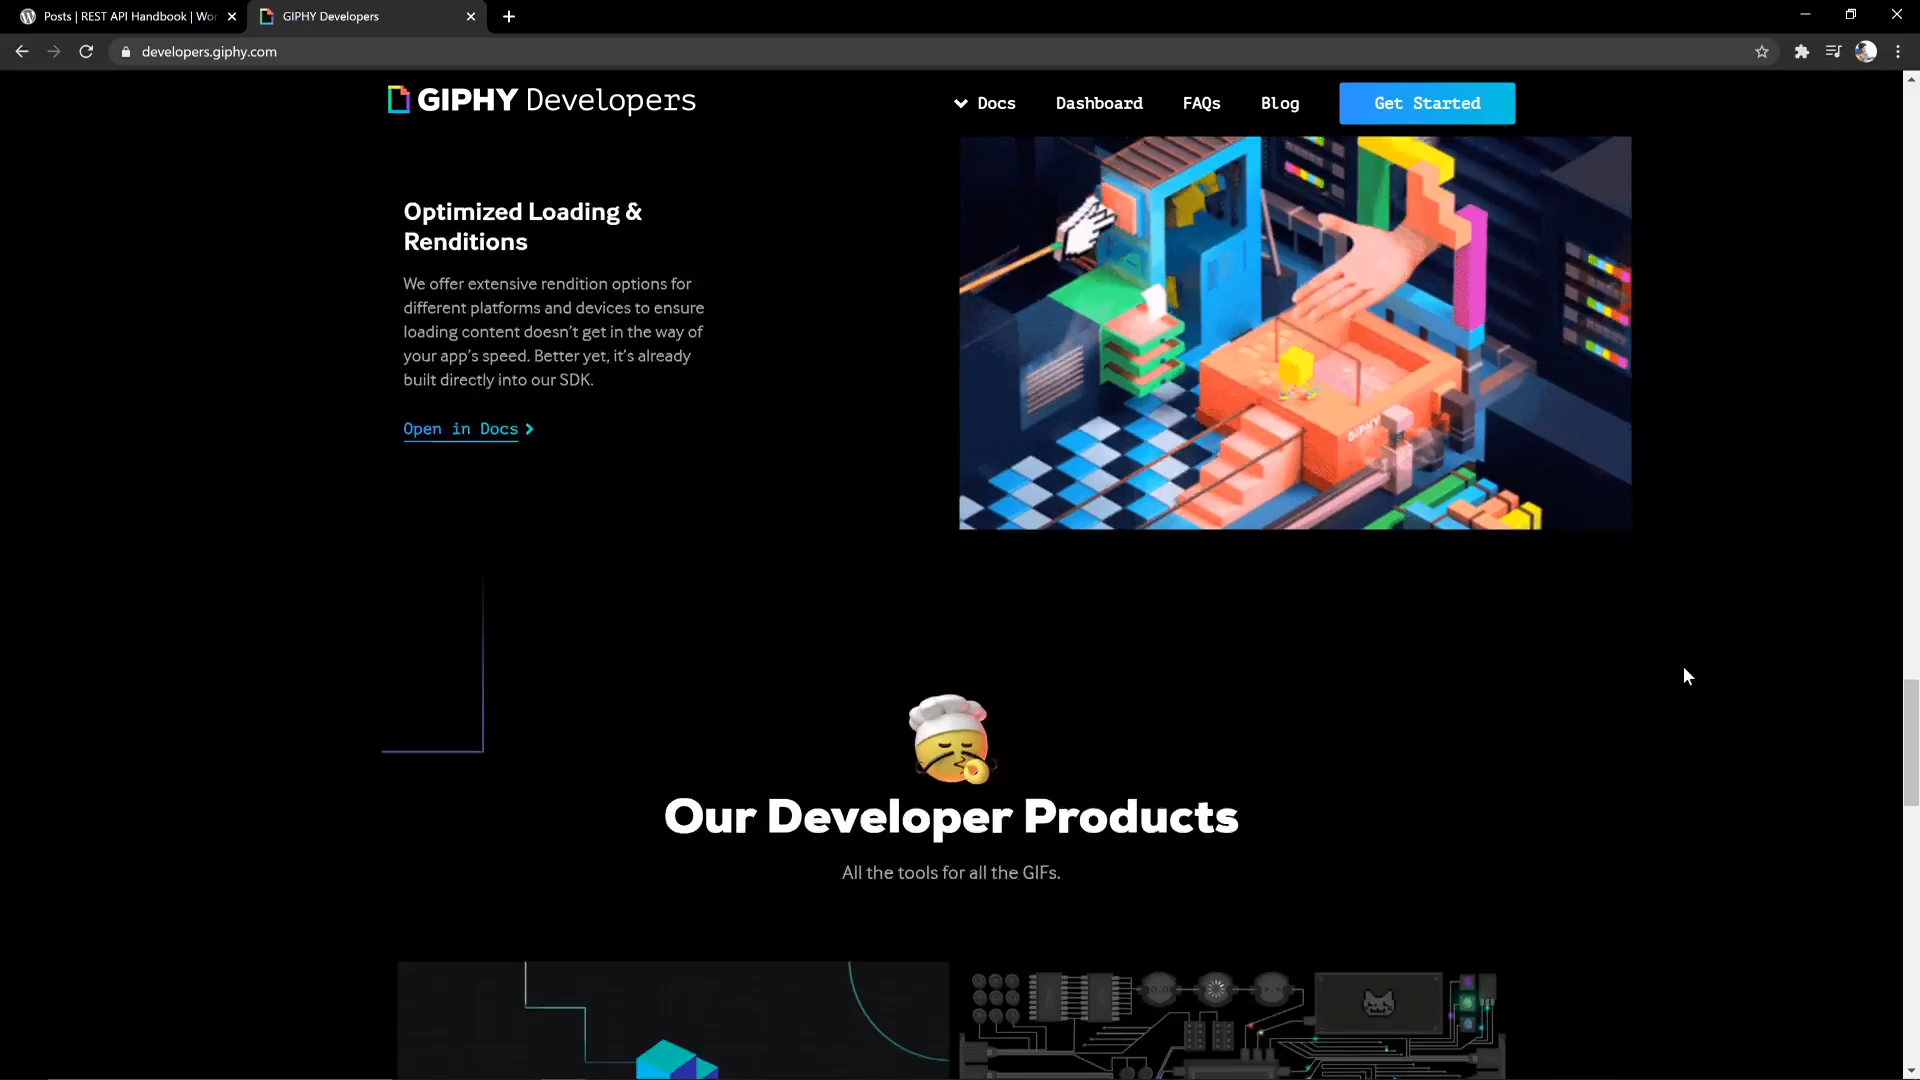 Posts | REST API Handbook | Wor
GIPHY Developers
developers.giphy.com
GIPHY Developers
Docs
Dashboard
FAQs
Blog
Get Started
Optimized Loading &
Renditions
We offer extensive rendition options for
different platforms and devices to ensure
loading content doesn’t get in the way of
your app’s speed. Better yet, it’s already
built directly into our SDK.
Open in Docs
GIPHY
Our Developer Products
All the tools for all the GIFs.